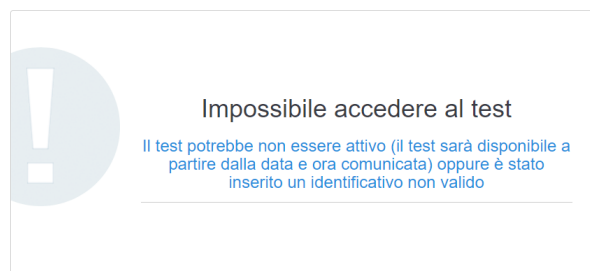 Impossibile accedere al test
Il test potrebbe non essere attivo (il test sarà disponibile a
partire dalla data e ora comunicata) oppure è stato
inserito un identificativo non valido